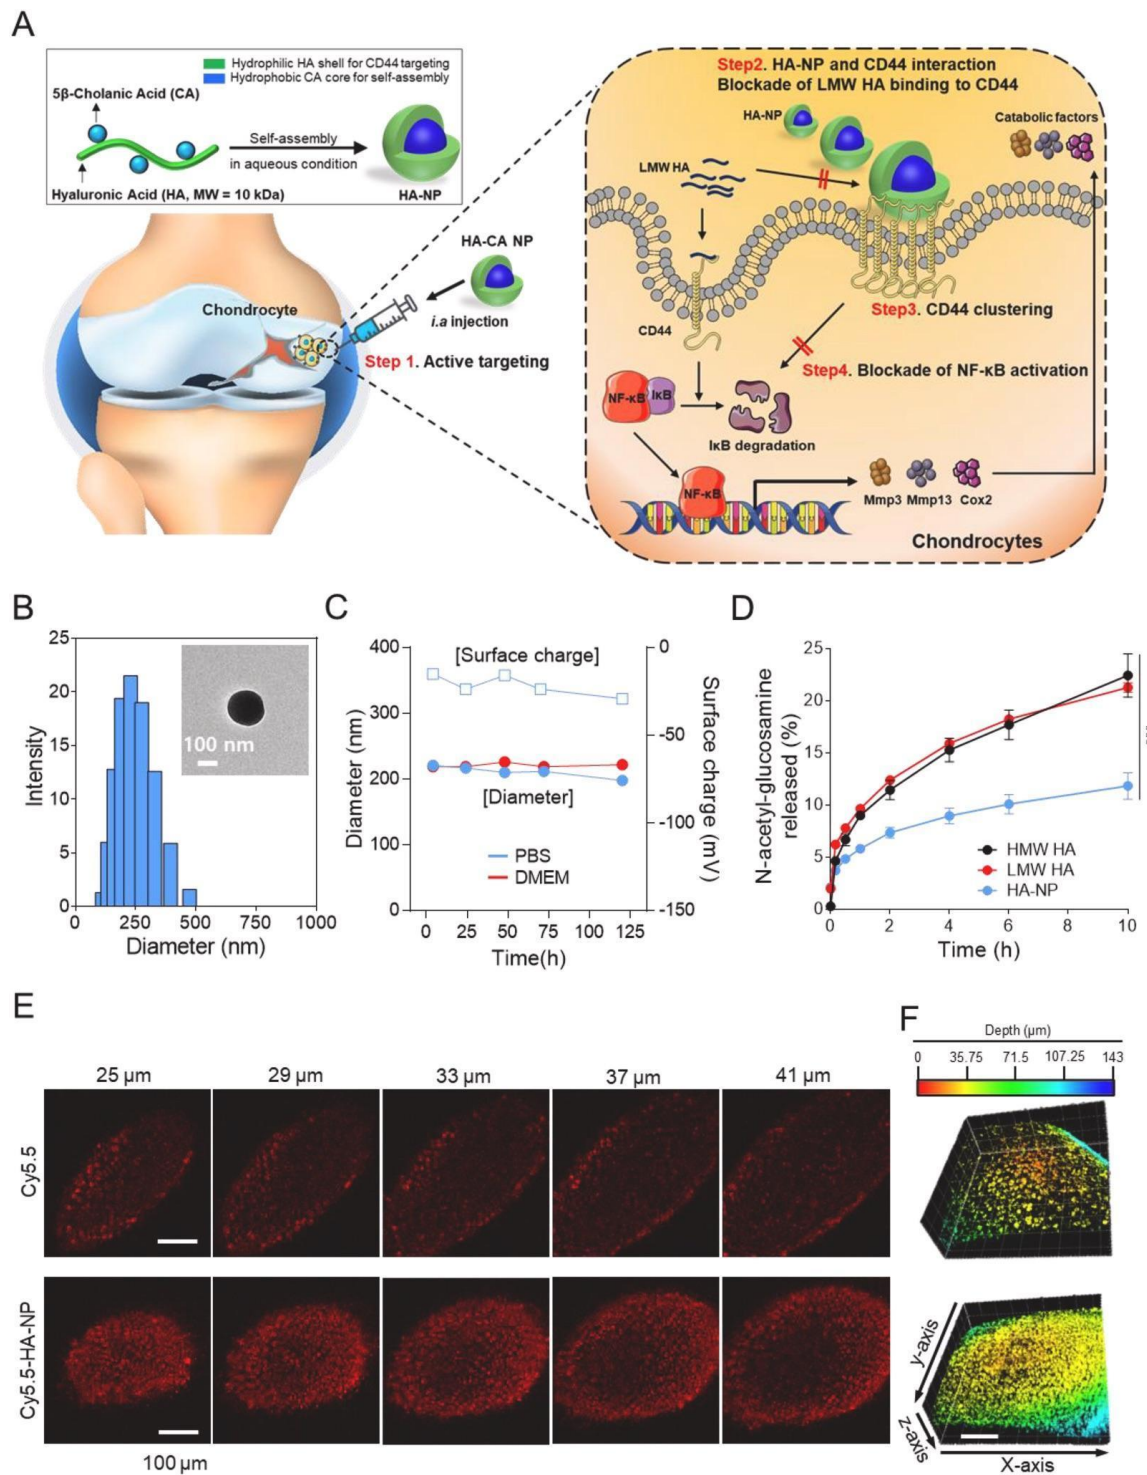 A
Hydrophilic HA shell for CD44 targeting
Hydrophobic CA core for self-assembly
5β-Cholanic Acid (CA)
Self-assembly
in aqueous condition
Hyaluronic Acid (HA, MW = 10 kDa)
HA-NP
HA-CA NP
Chondrocyte
i.a injection
Step 1. Active targeting
Step2. HA-NP and CD44 interaction
Blockade of LMW HA binding to CD44
HA-NP
Catabolic factors
LMW HA
Step3. CD44 clustering
CD44
Step4. Blockade of NF-κB activation
NF-κB
IκB
IκB degradation
NF-κB
Mmp3 Mmp13 Cox2
Chondrocytes
B
25
20
15
10
5
0
Intensity
100 nm
0 250 500 750 1000
Diameter (nm)
C
400
300
200
100
0
Diameter (nm)
[Surface charge]
[Diameter]
PBS
DMEM
0
-50
-100
-150
Surface charge (mV)
0 25 50 75 100 125
Time(h)
D
25
20
15
10
5
0
N-acetyl-glucosamine
released (%)
HMW HA
LMW HA
HA-NP
0 2 4 6 8 10
Time (h)
E
25 μm 29 μm 33 μm 37 μm 41 μm
Cy5.5
Cy5.5-HA-NP
100 μm
F
Depth (μm)
0 35.75 71.5 107.25 143
y-axis
z-axis
X-axis